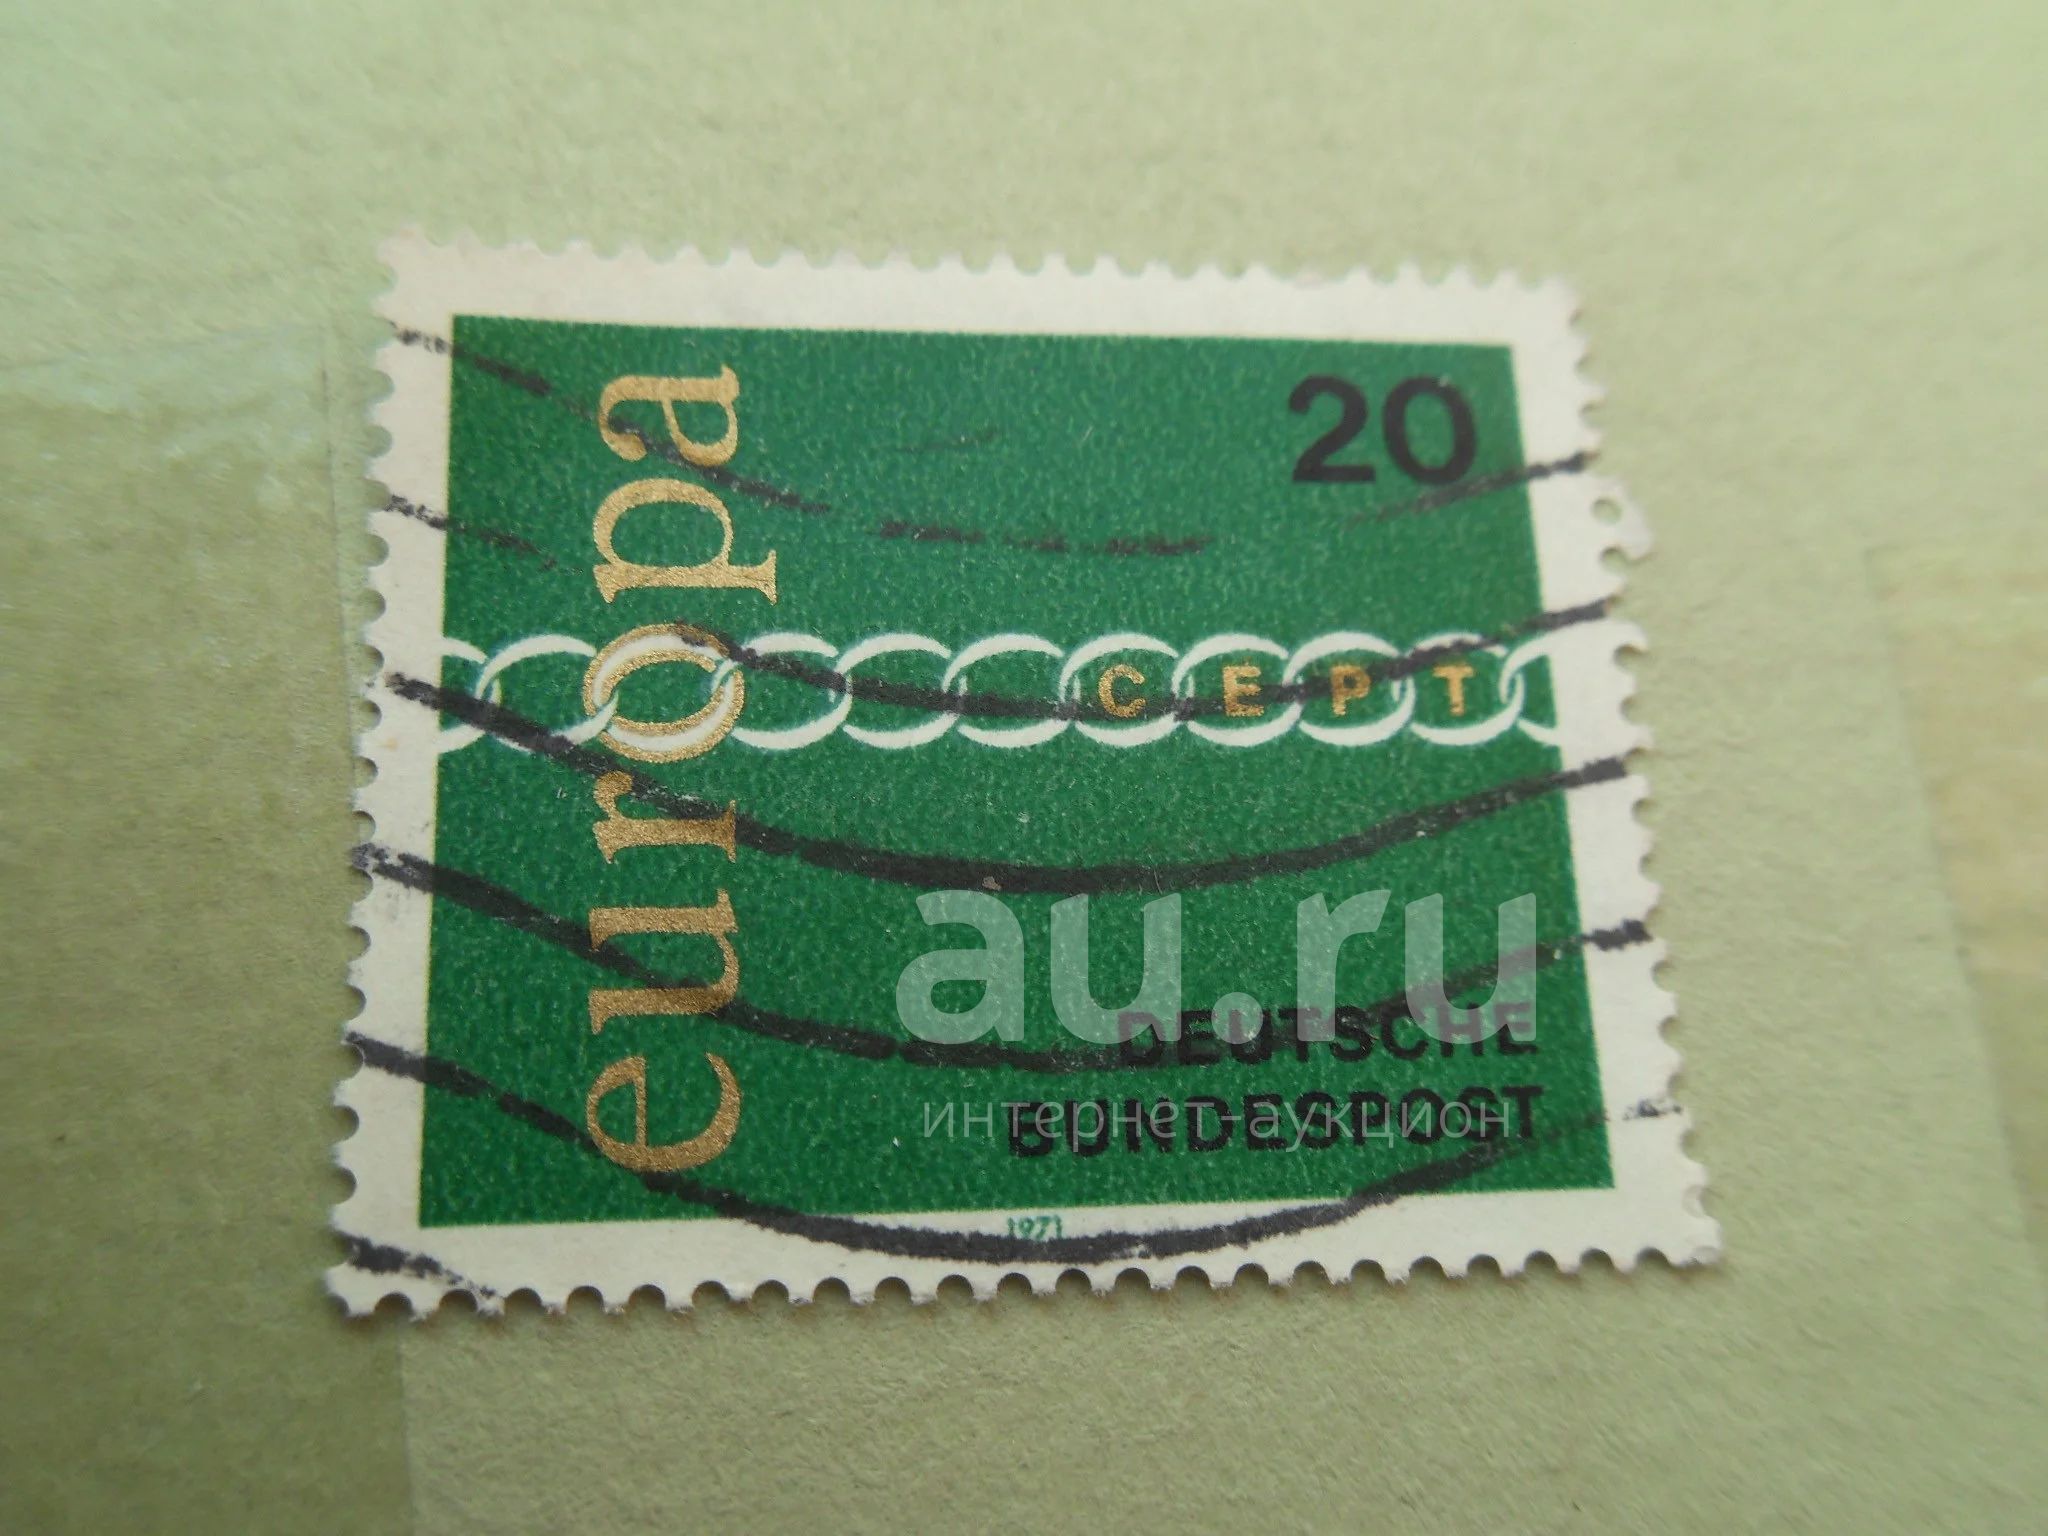 europa
20
CEPT
DEUTSCHE
BUNDESPOST
1971
au.ru
интернет-аукцион